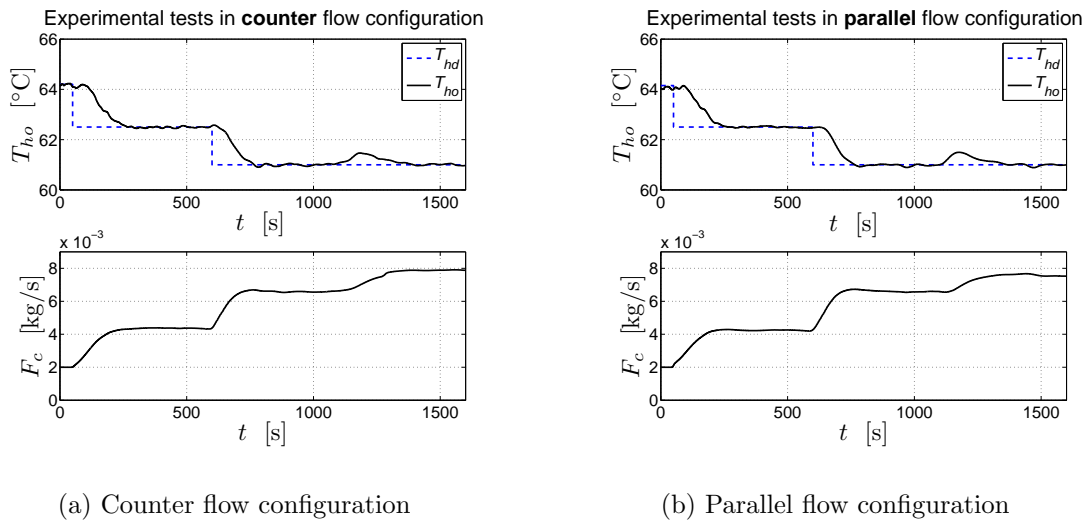 Experimental tests in counter flow configuration
66
64
62
60
T_ho [°C]
T_hd
T_ho
0 500 1000 1500
t [s]
x 10⁻³
8
6
4
2
0
F_c [kg/s]
0 500 1000 1500
t [s]
(a) Counter flow configuration
Experimental tests in parallel flow configuration
66
64
62
60
T_ho [°C]
T_hd
T_ho
0 500 1000 1500
t [s]
x 10⁻³
8
6
4
2
0
F_c [kg/s]
0 500 1000 1500
t [s]
(b) Parallel flow configuration